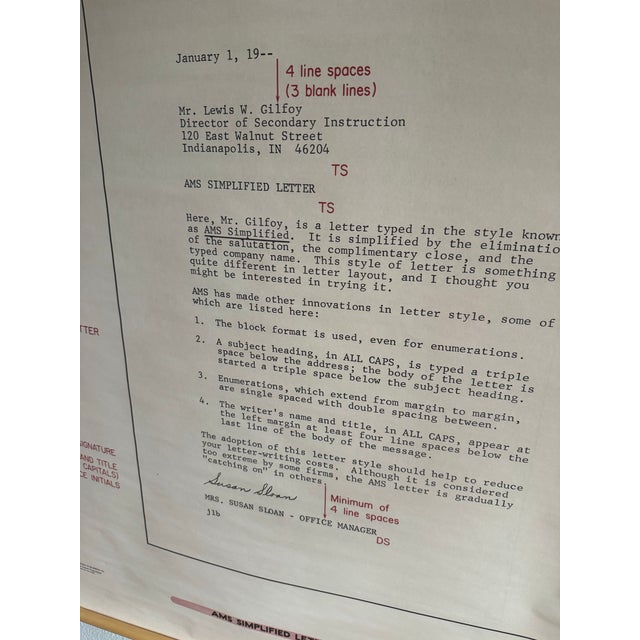 January 1, 19--
4 line spaces
(3 blank lines)
Mr. Lewis W. Gilfoy
Director of Secondary Instruction
120 East Walnut Street
Indianapolis, IN 46204
TS
AMS SIMPLIFIED LETTER
TS
Here, Mr. Gilfoy, is a letter typed in the style known
as AMS Simplified. It is simplified by the eliminatio
of the salutation, the complimentary close, and the
typed company name. This style of letter is something
quite different in letter layout, and I thought you
might be interested in trying it.
AMS has made other innovations in letter style, some of
which are listed here:
1. The block format is used, even for enumerations.
2. A subject heading, in ALL CAPS, is typed a triple
space below the address; the body of the letter is
started a triple space below the subject heading.
3. Enumerations, which extend from margin to margin,
are single spaced with double spacing between.
4. The writer's name and title, in ALL CAPS, appear at
the left margin at least four line spaces below the
last line of the body of the message.
The adoption of this letter style should help to reduce
your letter-writing costs. Although it is considered
too extreme by some firms, the AMS letter is gradually
"catching on" in others.
Susan Sloan
Minimum of
4 line spaces
MRS. SUSAN SLOAN - OFFICE MANAGER
DS
jlb
TTER
IGNATURE
AND TITLE
CAPITALS)
CE INITIALS
AMS SIMPLIFIED LETT